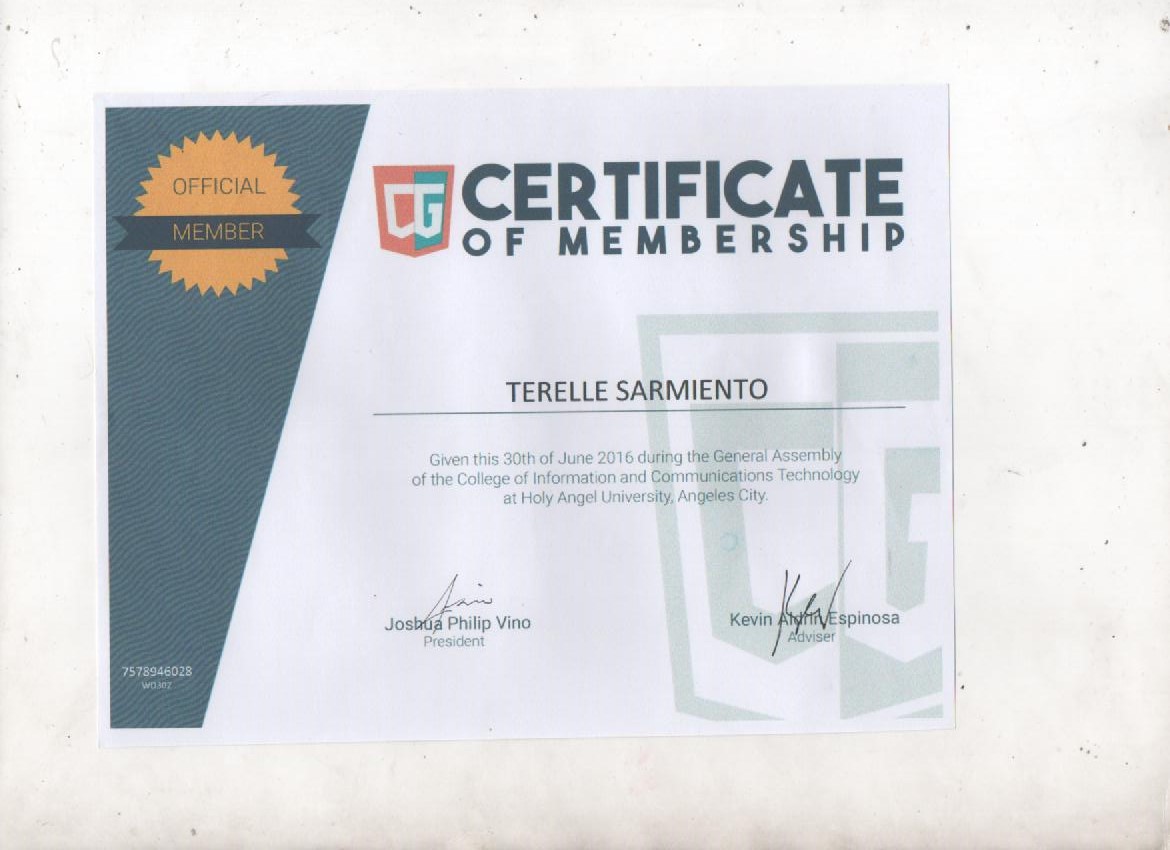 OFFICIAL
MEMBER
CG
CERTIFICATE
OF MEMBERSHIP
TERELLE SARMIENTO
Given this 30th of June 2016 during the General Assembly
of the College of Information and Communications Technology
at Holy Angel University, Angeles City.
Joshua Philip Vino
President
Kevin Aldrin Espinosa
Adviser
7578946028